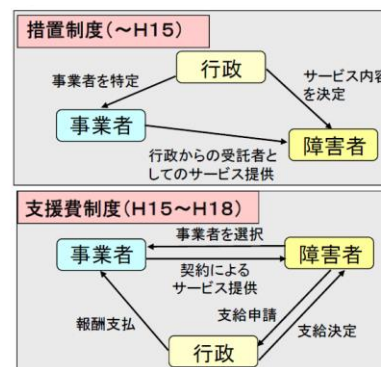 措置制度(～H15)
行政
事業者を特定
サービス内容
を決定
事業者
障害者
行政からの受託者と
してのサービス提供
支援費制度(H15～H18)
事業者を選択
事業者
障害者
契約による
サービス提供
支給申請
報酬支払
支給決定
行政